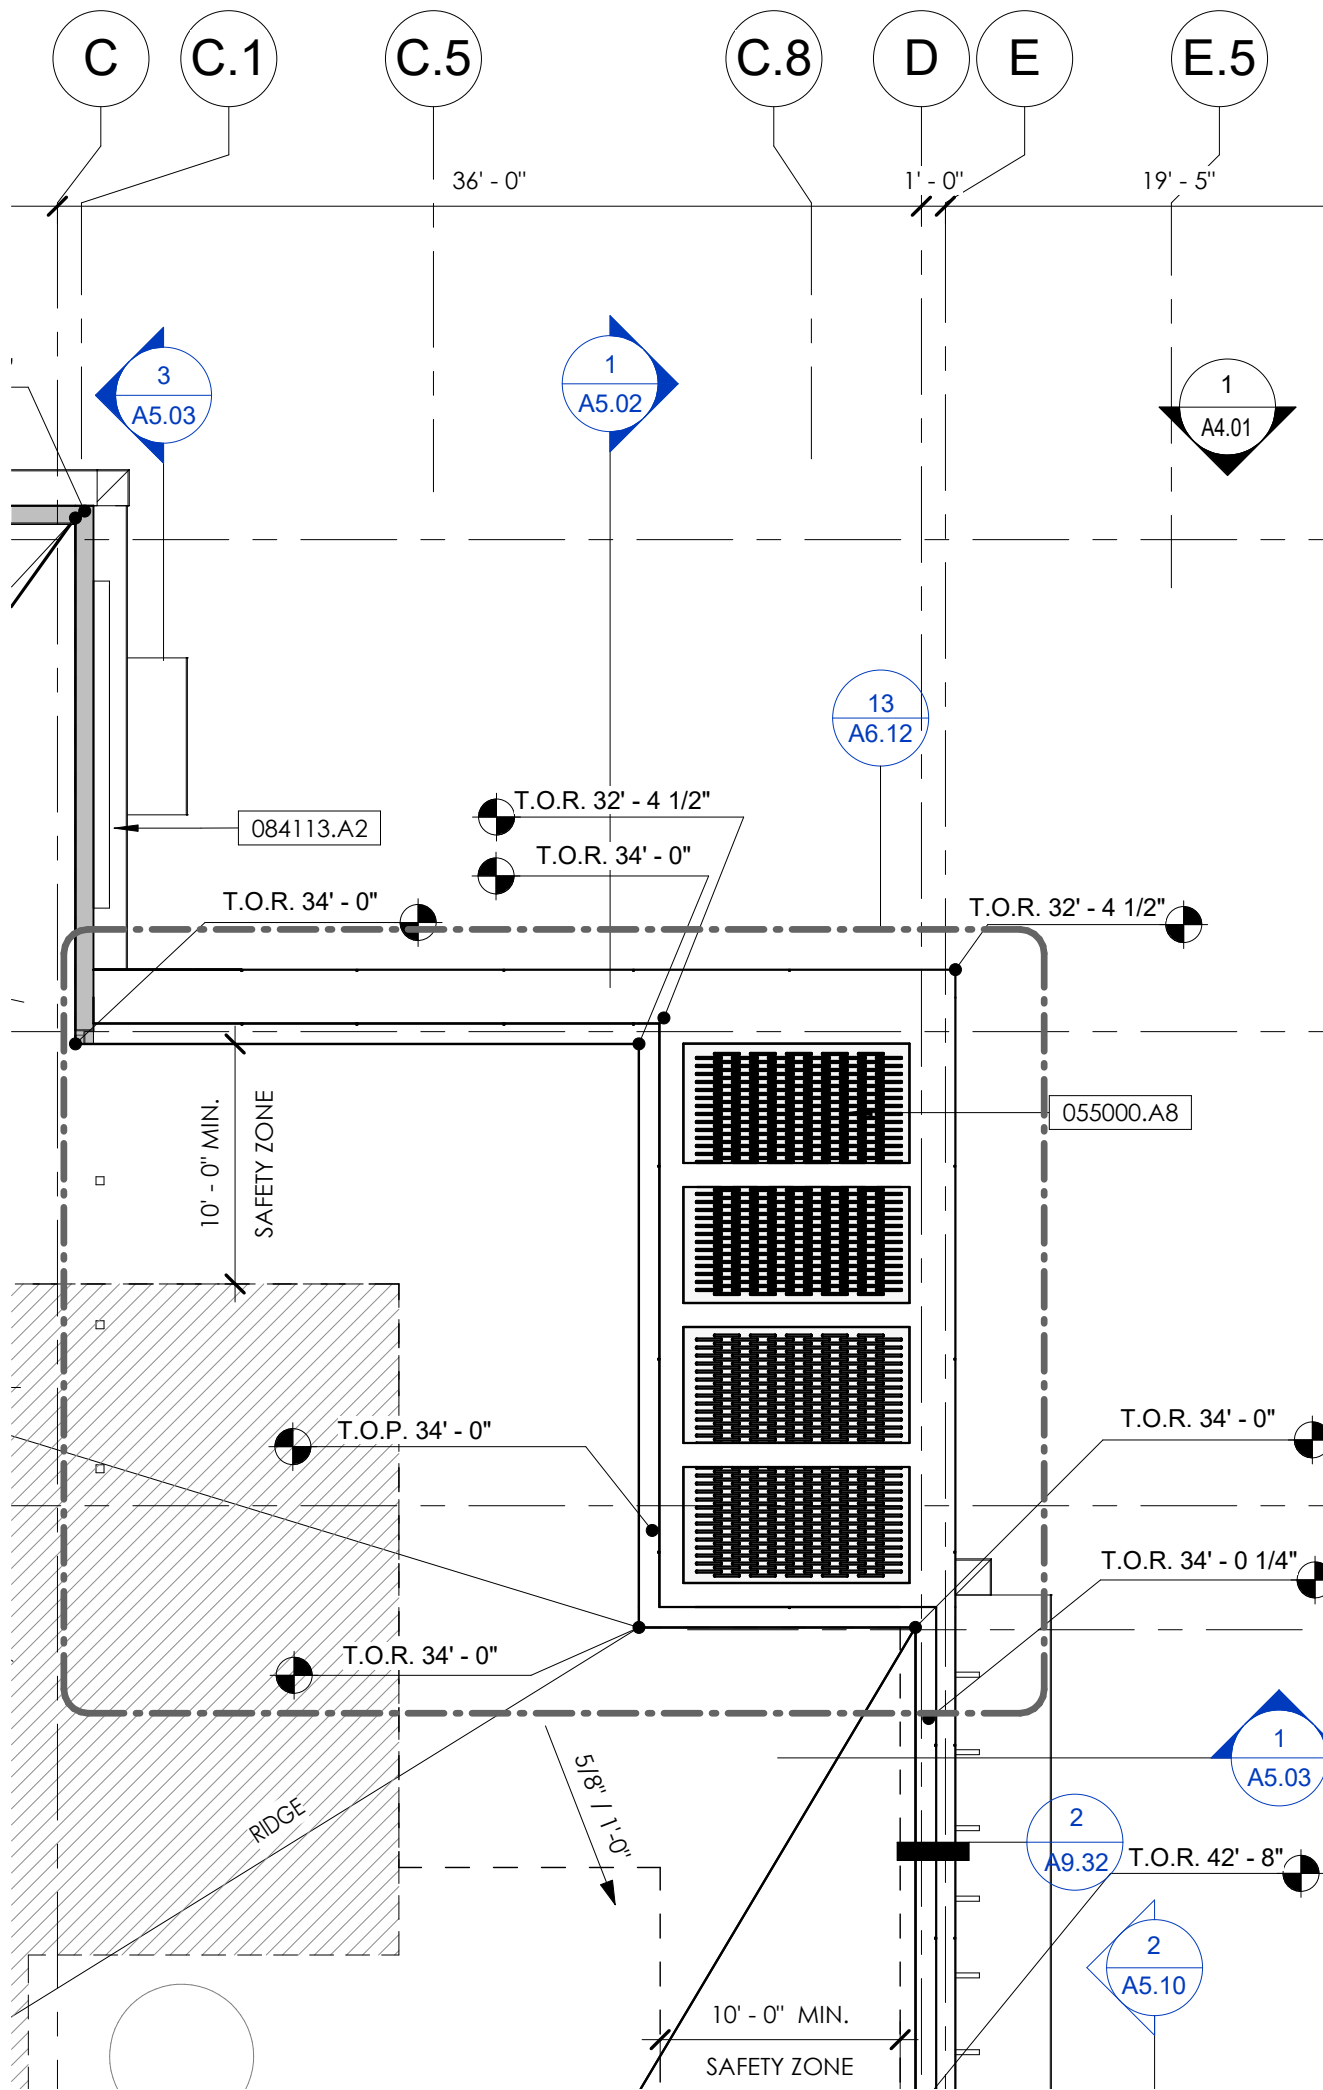 C
C.1
C.5
C.8
D
E
E.5
36' - 0"
1' - 0"
19' - 5"
3
A5.03
1
A5.02
1
A4.01
13
A6.12
T.O.R. 32' - 4 1/2"
084113.A2
T.O.R. 34' - 0"
T.O.R. 34' - 0"
T.O.R. 32' - 4 1/2"
10' - 0" MIN.
SAFETY ZONE
055000.A8
T.O.P. 34' - 0"
T.O.R. 34' - 0"
T.O.R. 34' - 0 1/4"
T.O.R. 34' - 0"
1
A5.03
5/8" / 1'-0"
RIDGE
2
A9.32
T.O.R. 42' - 8"
2
A5.10
10' - 0" MIN.
SAFETY ZONE